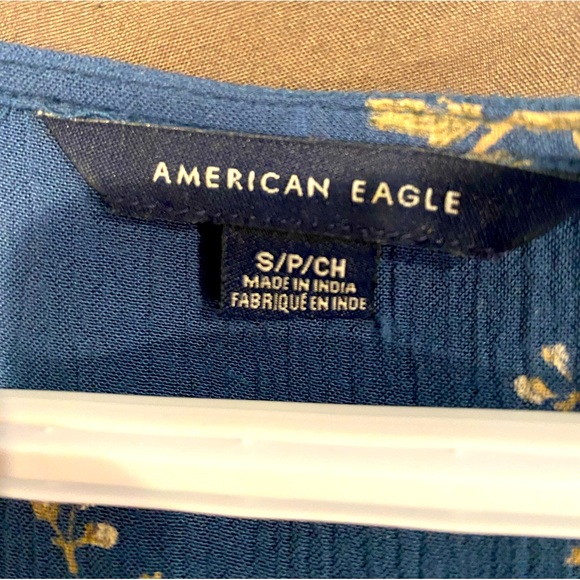 AMERICAN EAGLE
S/P/CH
MADE IN INDIA
FABRIQUÉ EN INDE